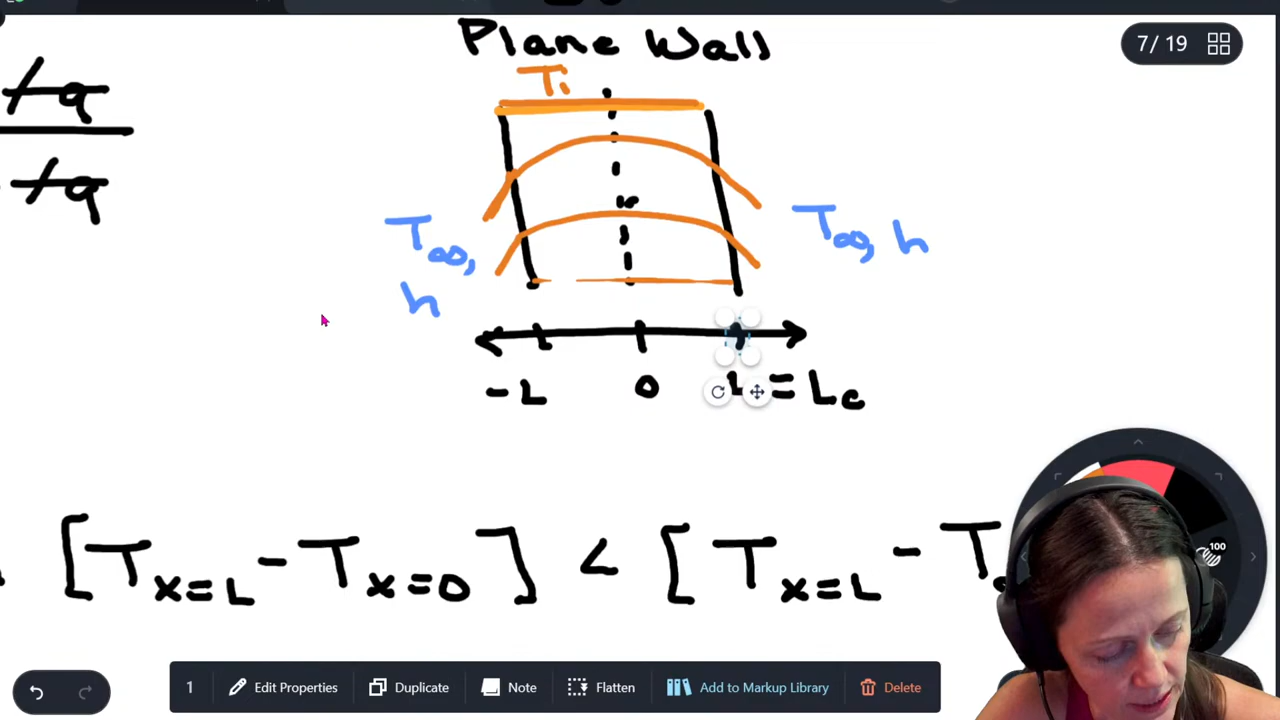 7 / 19
Plane Wall
Ti
T∞,
h
T∞, h
-L 0 L = Lc
[Tx=L - Tx=0] < [Tx=L - T
100
1 Edit Properties Duplicate Note Flatten Add to Markup Library Delete